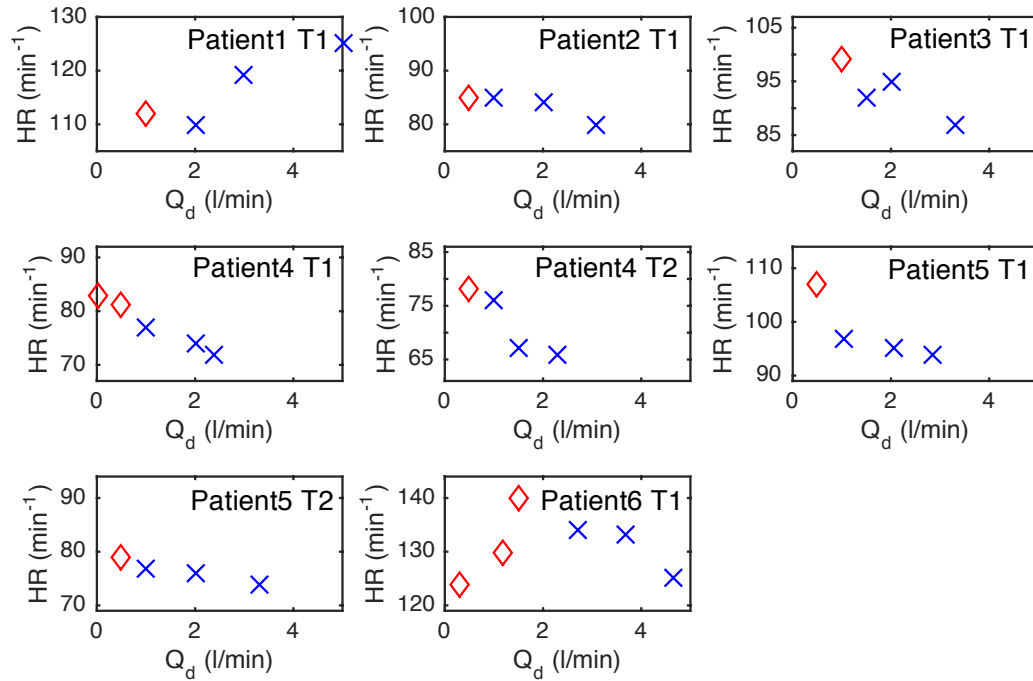 Patient1 T1
HR (min⁻¹)
130
120
110
0 2 4
Q_d (l/min)
Patient2 T1
HR (min⁻¹)
100
90
80
0 2 4
Q_d (l/min)
Patient3 T1
HR (min⁻¹)
105
95
85
0 2 4
Q_d (l/min)
Patient4 T1
HR (min⁻¹)
90
80
70
0 2 4
Q_d (l/min)
Patient4 T2
HR (min⁻¹)
85
75
65
0 2 4
Q_d (l/min)
Patient5 T1
HR (min⁻¹)
110
100
90
0 2 4
Q_d (l/min)
Patient5 T2
HR (min⁻¹)
90
80
70
0 2 4
Q_d (l/min)
Patient6 T1
HR (min⁻¹)
140
130
120
0 2 4
Q_d (l/min)